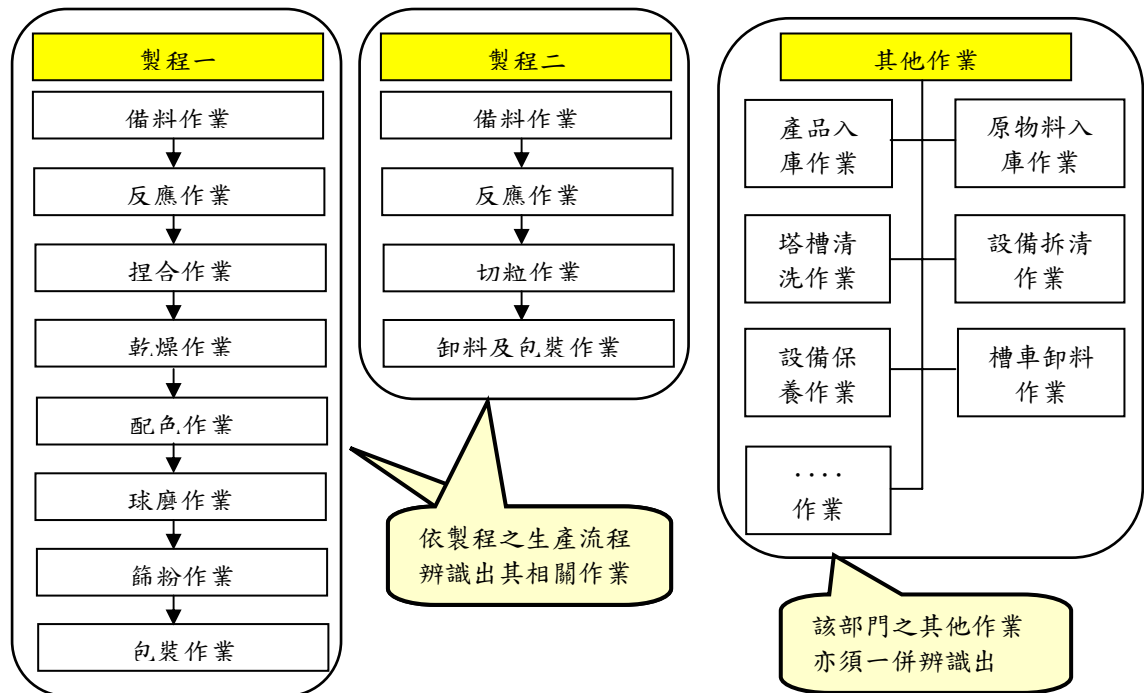 製程一
備料作業
反應作業
捏合作業
乾燥作業
配色作業
球磨作業
篩粉作業
包裝作業
製程二
備料作業
反應作業
切粒作業
卸料及包裝作業
依製程之生產流程
辨識出其相關作業
其他作業
產品入
庫作業
原物料入
庫作業
塔槽清
洗作業
設備拆清
作業
設備保
養作業
槽車卸料
作業
‥‥
作業
該部門之其他作業
亦須一併辨識出